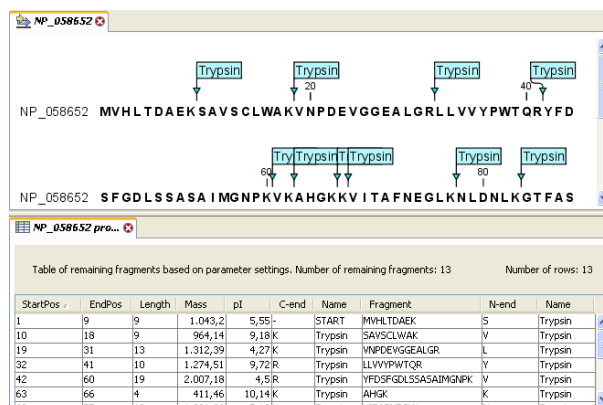 NP_058652
Trypsin Trypsin Trypsin Trypsin
20 40
NP_058652 MVHLTDAEKSAVSCLWAKVNPDEVGGEALGRLLVVYPWTQRYFD
Try Trypsin Trypsin Trypsin
60 80
NP_058652 SFGDLSSASAIMGNPKVKAHGKKVITAFNEGLKNLDNLKGTFAS
NP_058652 pro...
Table of remaining fragments based on parameter settings. Number of remaining fragments: 13 Number of rows: 13
StartPos EndPos Length Mass pI C-end Name Fragment N-end Name
1 9 9 1.043,2 5,55 - START MVHLTDAEK S Trypsin
10 18 9 964,14 9,18 K Trypsin SAVSCLWAK V Trypsin
19 31 13 1.312,39 4,27 K Trypsin VNPDEVGGEALGR L Trypsin
32 41 10 1.274,51 9,72 R Trypsin LLVVYPWTQR Y Trypsin
42 60 19 2.007,18 4,5 R Trypsin YFDSFGDLSSASAIMGNPK V Trypsin
63 66 4 411,46 10,14 K Trypsin AHGK K Trypsin